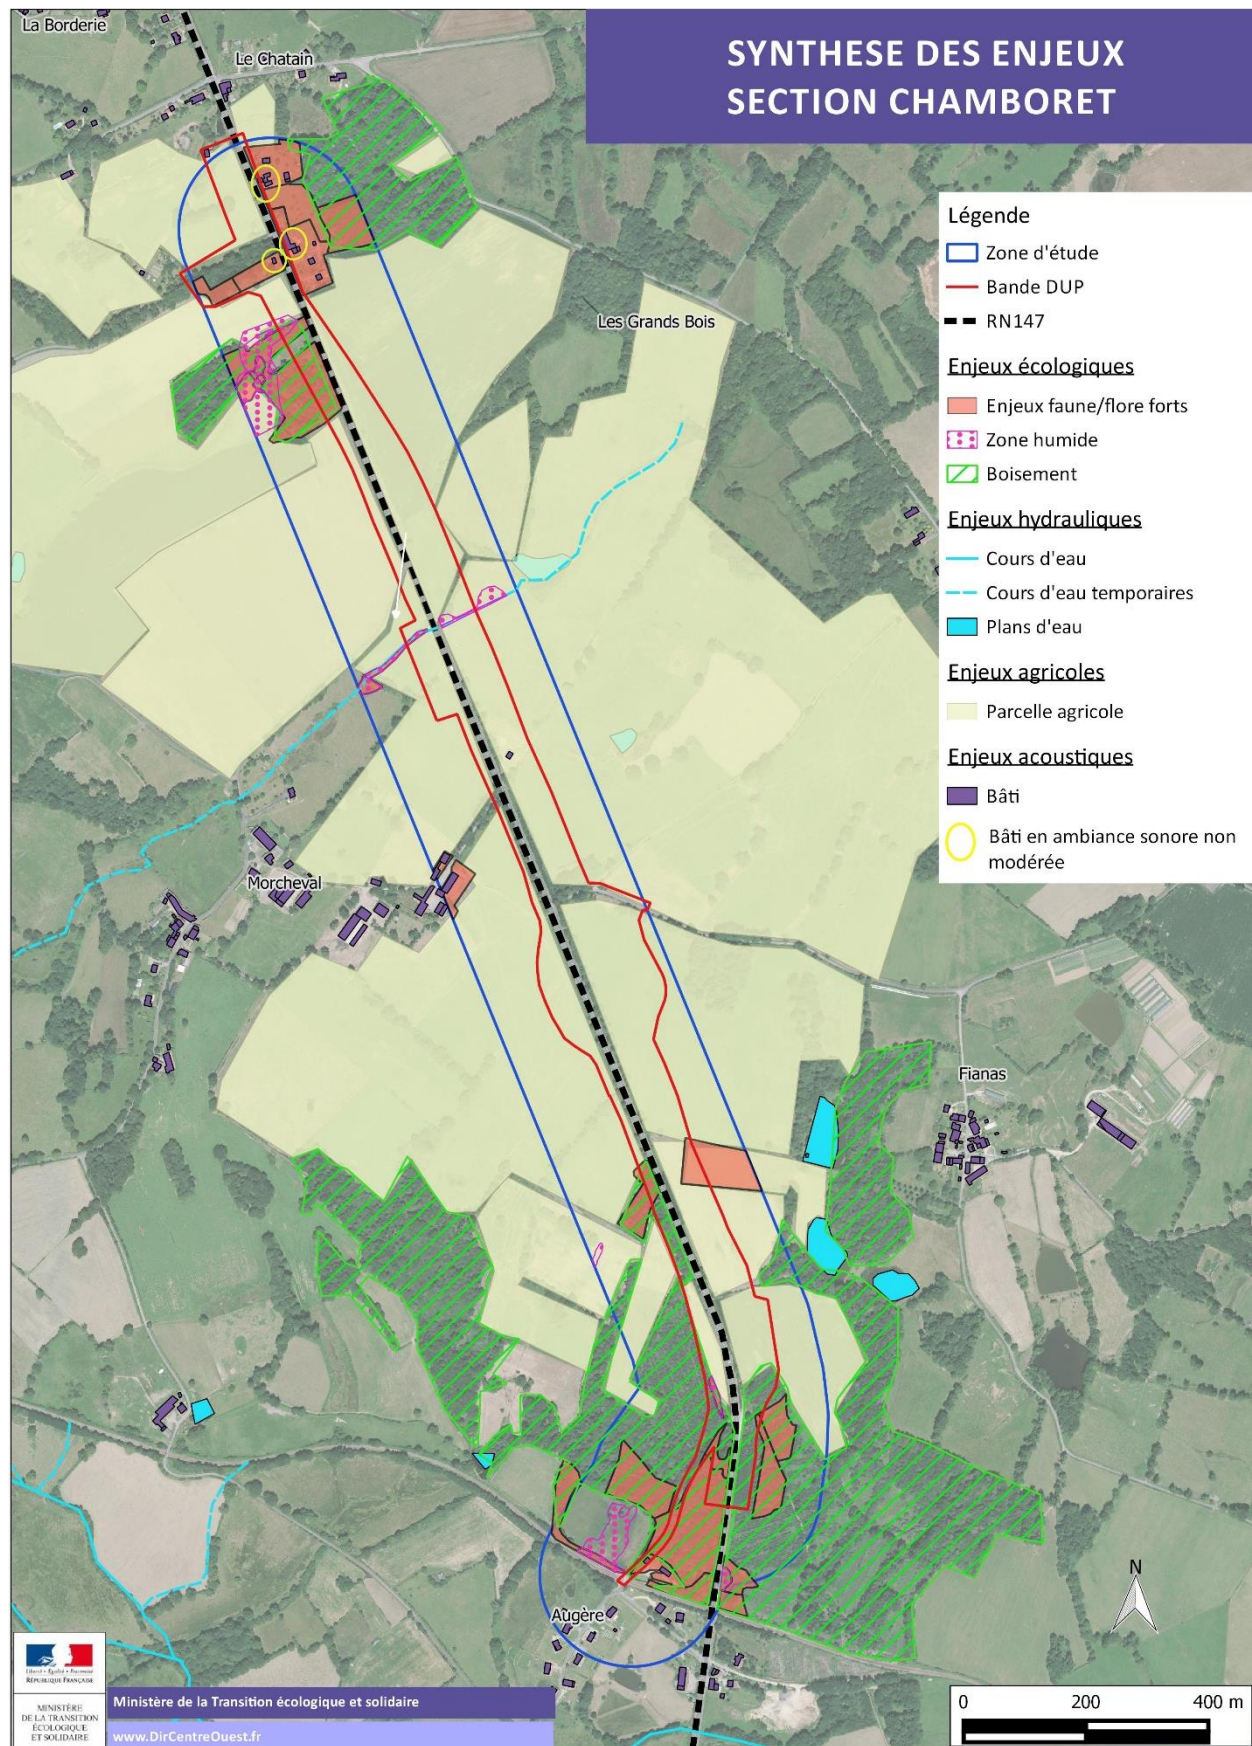 La Borderie
Le Chatain
SYNTHESE DES ENJEUX
SECTION CHAMBORET
Légende
Zone d'étude
Bande DUP
RN147
Enjeux écologiques
Enjeux faune/flore forts
Zone humide
Boisement
Enjeux hydrauliques
Cours d'eau
Cours d'eau temporaires
Plans d'eau
Enjeux agricoles
Parcelle agricole
Enjeux acoustiques
Bâti
Bâti en ambiance sonore non
modérée
Les Grands Bois
Morcheval
Fianas
Augère
N
0 200 400 m
Liberté • Égalité • Fraternité
RÉPUBLIQUE FRANÇAISE
MINISTÈRE
DE LA TRANSITION
ÉCOLOGIQUE
ET SOLIDAIRE
Ministère de la Transition écologique et solidaire
www.DirCentreOuest.fr